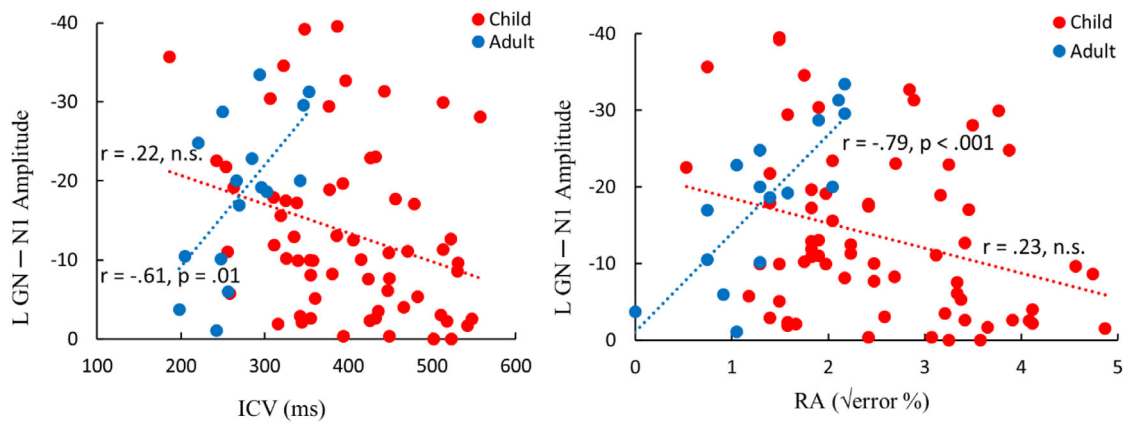 -40
Child
Adult
-30
r = .22, n.s.
-20
-10
r = -.61, p = .01
0
100 200 300 400 500 600
L GN – N1 Amplitude
ICV (ms)
-40
Child
Adult
-30
r = -.79, p < .001
-20
r = .23, n.s.
-10
0
0 1 2 3 4 5
L GN – N1 Amplitude
RA (√error %)